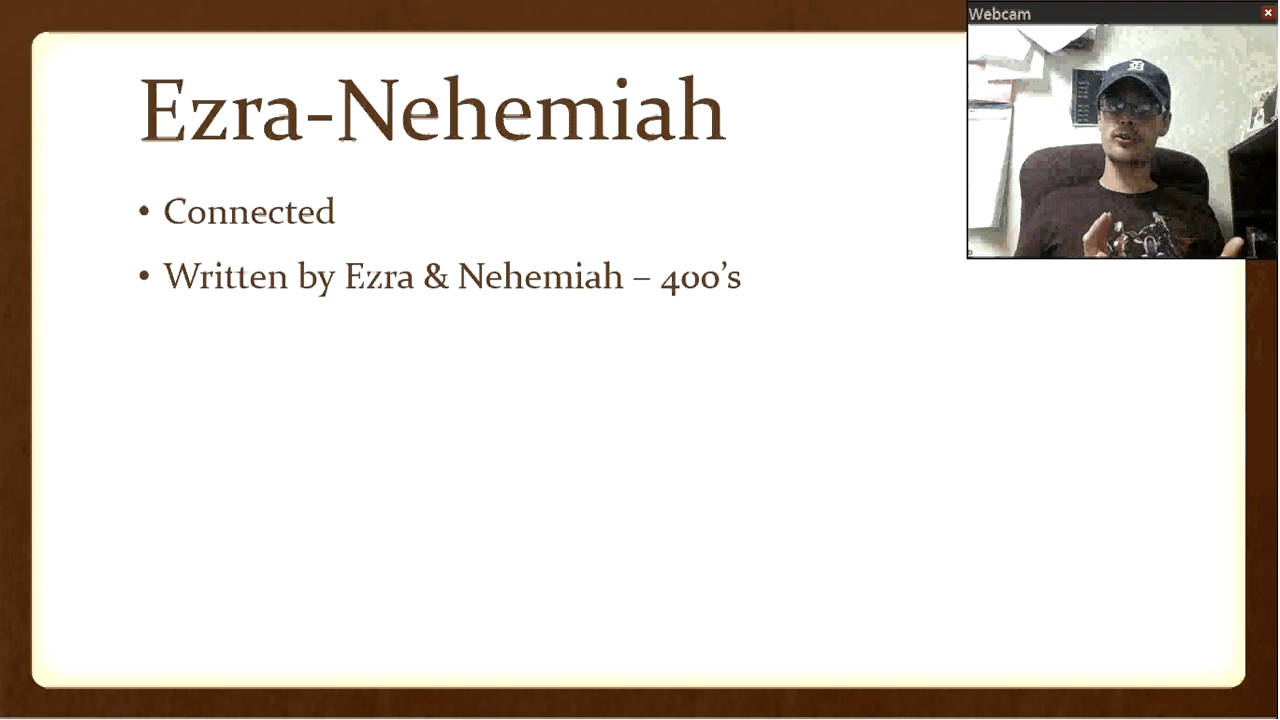 Webcam
Ezra-Nehemiah
• Connected
• Written by Ezra & Nehemiah – 400’s